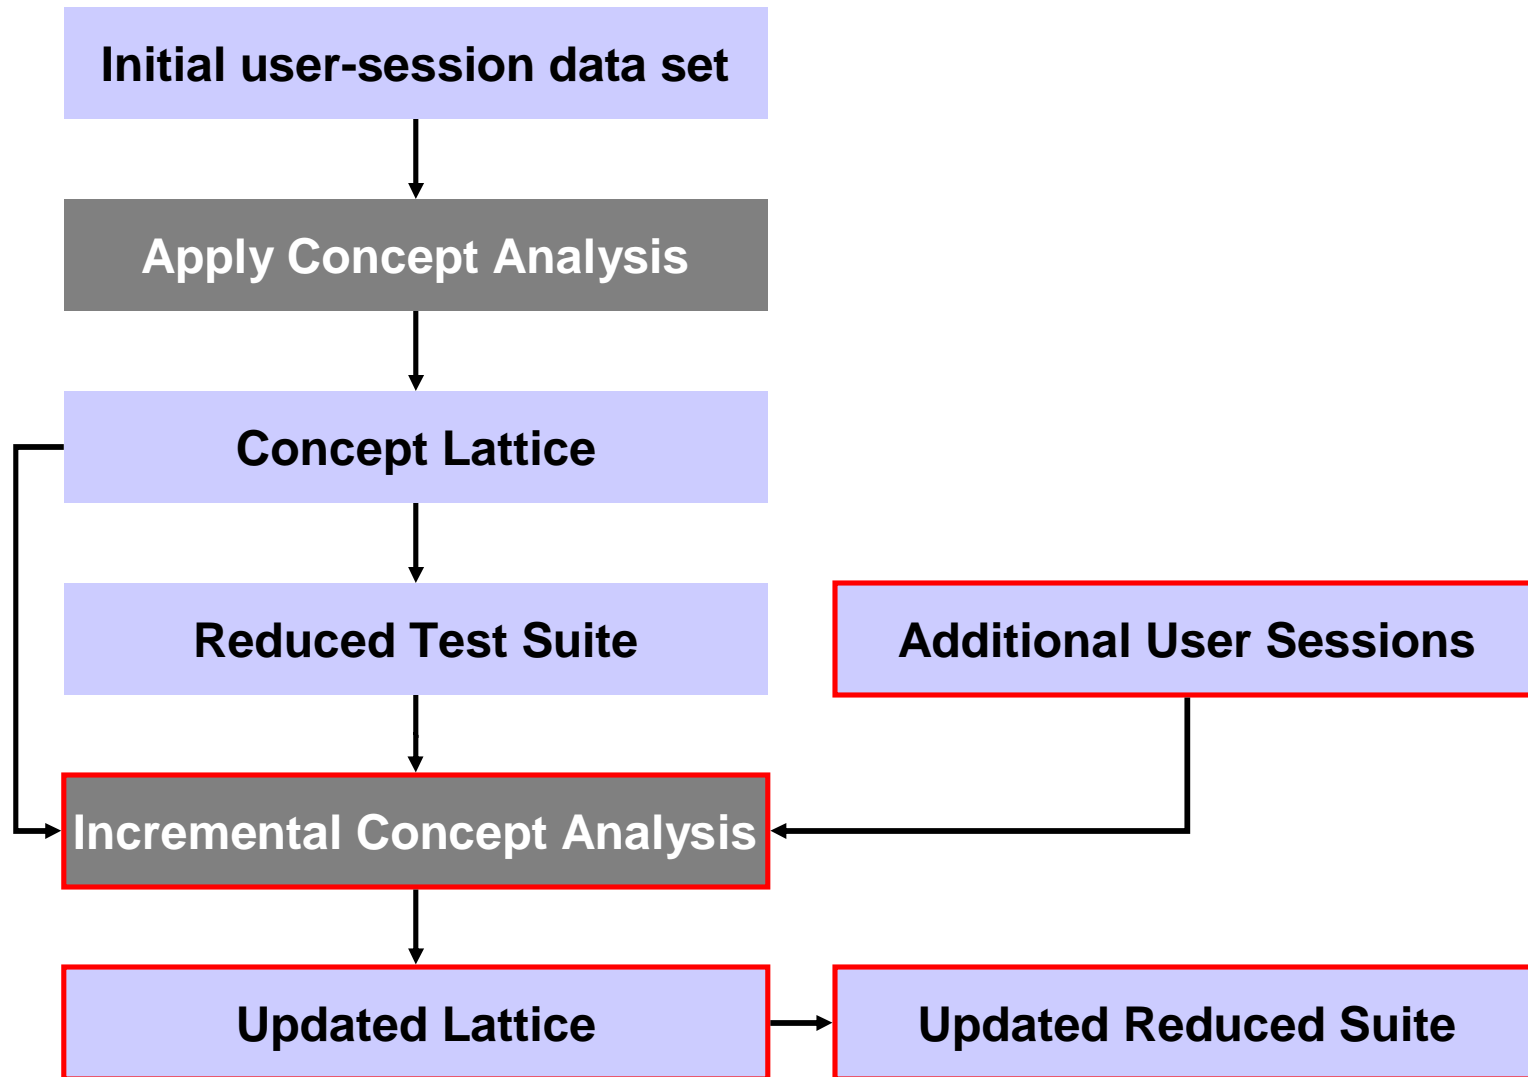 Initial user-session data set
Apply Concept Analysis
Concept Lattice
Reduced Test Suite
Additional User Sessions
Incremental Concept Analysis
Updated Lattice
Updated Reduced Suite